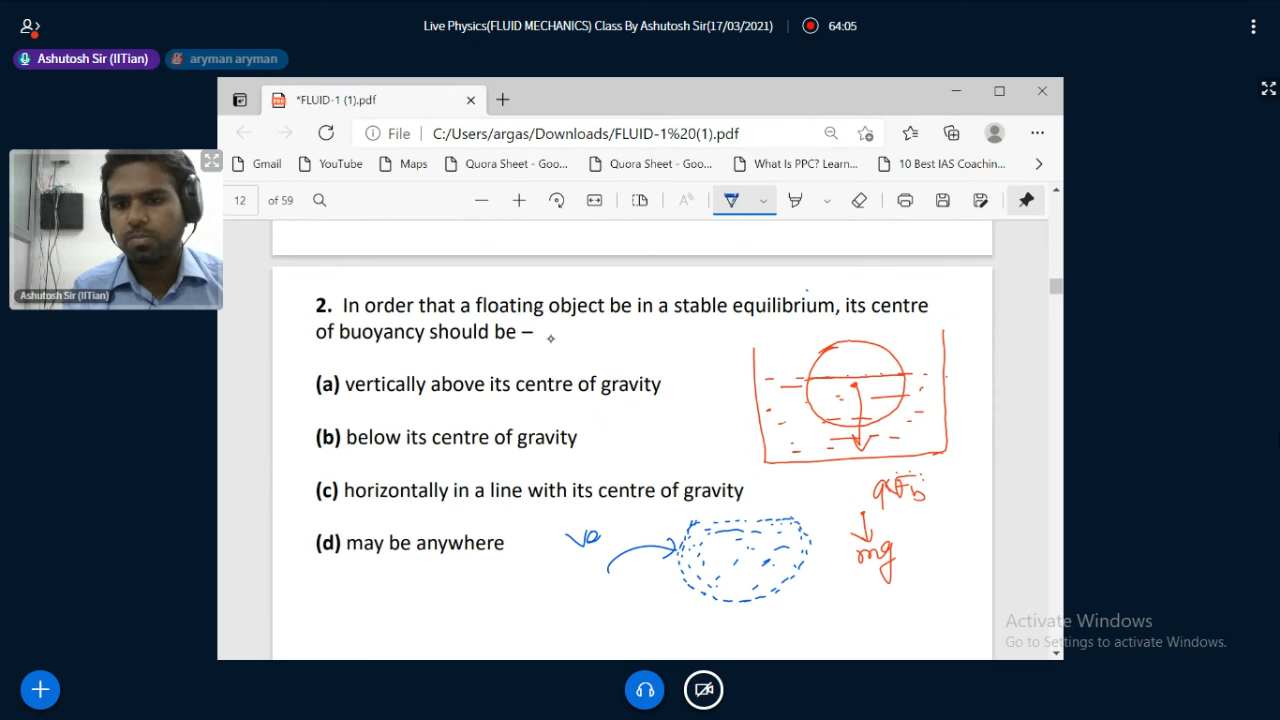 Live Physics(FLUID MECHANICS) Class By Ashutosh Sir(17/03/2021)
64:05
Ashutosh Sir (IITian)
aryman aryman
*FLUID-1 (1).pdf
File
C:/Users/argas/Downloads/FLUID-1%20(1).pdf
Gmail
YouTube
Maps
Quora Sheet - Goo...
Quora Sheet - Goo...
What Is PPC? Learn...
10 Best IAS Coachin...
12 of 59
Ashutosh Sir (IITian)
2. In order that a floating object be in a stable equilibrium, its centre
of buoyancy should be –
(a) vertically above its centre of gravity
(b) below its centre of gravity
(c) horizontally in a line with its centre of gravity
(d) may be anywhere
mg
Activate Windows
Go to Settings to activate Windows.